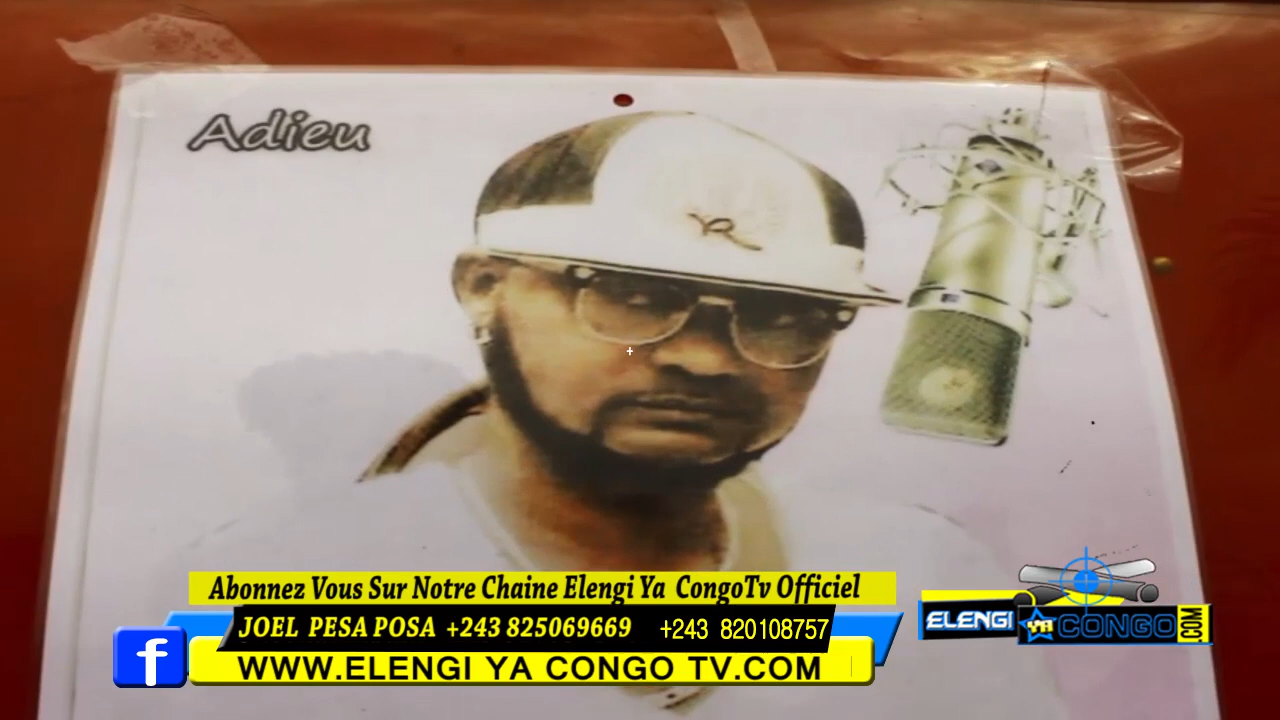 Adieu
Abonnez Vous Sur Notre Chaine Elengi Ya CongoTv Officiel
JOEL PESA POSA +243 825069669 +243 820108757
WWW.ELENGI YA CONGO TV.COM
f
ELENGI YA CONGO .COM